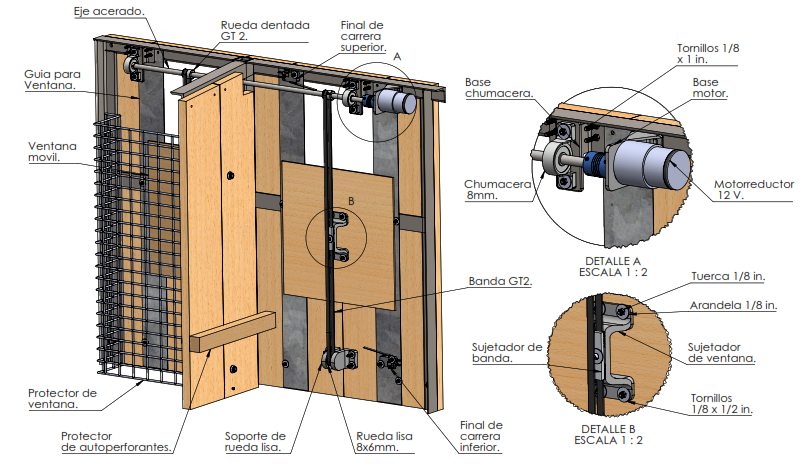 Eje acerado.
Rueda dentada
GT 2.
Final de
carrera
superior.
A
Tornillos 1/8
x 1 in.
Guia para
Ventana.
Base
chumacera.
Base
motor.
Ventana
movil.
Chumacera
8mm.
Motorreductor
12 V.
B
DETALLE A
ESCALA 1 : 2
Banda GT2.
Tuerca 1/8 in.
Arandela 1/8 in.
Sujetador de
banda.
Sujetador
de ventana.
Protector de
ventana.
Tornillos
1/8 x 1/2 in.
Protector
de autoperforantes.
Soporte de
rueda lisa.
Rueda lisa
8x6mm.
Final de
carrera
inferior.
DETALLE B
ESCALA 1 : 2